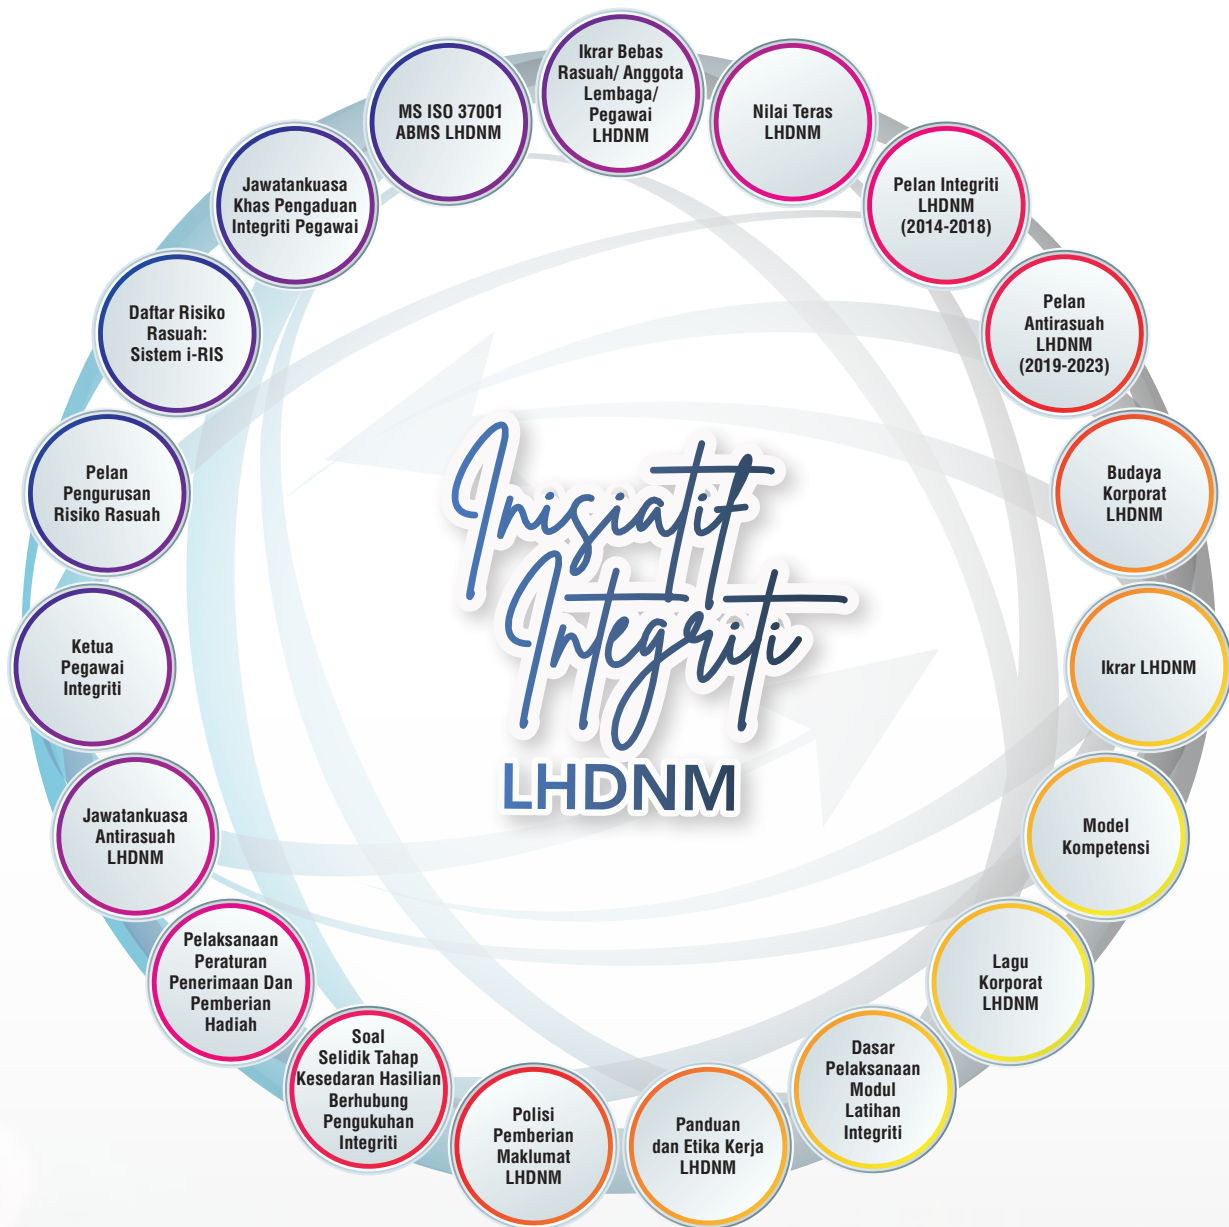 Ikrar Bebas
Rasuah/ Anggota
Lembaga/
Pegawai
LHDNM
Nilai Teras
LHDNM
Pelan Integriti
LHDNM
(2014-2018)
Pelan
Antirasuah
LHDNM
(2019-2023)
Budaya
Korporat
LHDNM
Ikrar LHDNM
Model
Kompetensi
Lagu
Korporat
LHDNM
Dasar
Pelaksanaan
Modul
Latihan
Integriti
Panduan
dan Etika Kerja
LHDNM
Polisi
Pemberian
Maklumat
LHDNM
Soal
Selidik Tahap
Kesedaran Hasilian
Berhubung
Pengukuhan
Integriti
Pelaksanaan
Peraturan
Penerimaan Dan
Pemberian
Hadiah
Jawatankuasa
Antirasuah
LHDNM
Ketua
Pegawai
Integriti
Pelan
Pengurusan
Risiko Rasuah
Daftar Risiko
Rasuah:
Sistem i-RIS
Jawatankuasa
Khas Pengaduan
Integriti Pegawai
MS ISO 37001
ABMS LHDNM
Inisiatif
Integriti
LHDNM